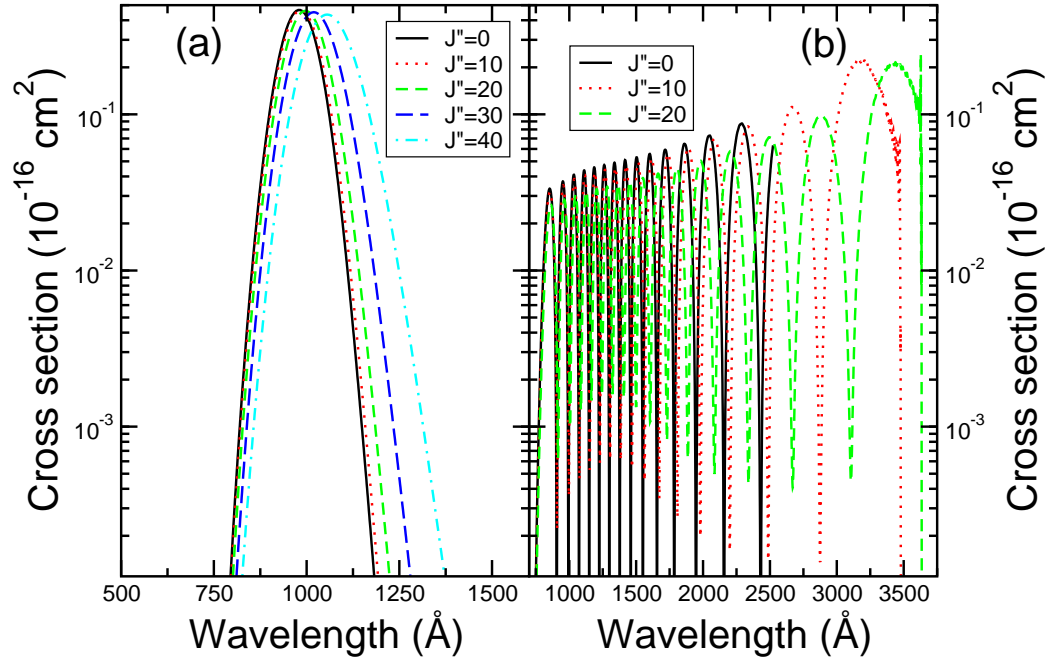 (a)
J"=0
J"=10
J"=20
J"=30
J"=40
(b)
J"=0
J"=10
J"=20
Cross section (10^-16 cm^2)
10^-1
10^-2
10^-3
10^-1
10^-2
10^-3
Cross section (10^-16 cm^2)
500 750 1000 1250 1500
1000 1500 2000 2500 3000 3500
Wavelength (Å)
Wavelength (Å)